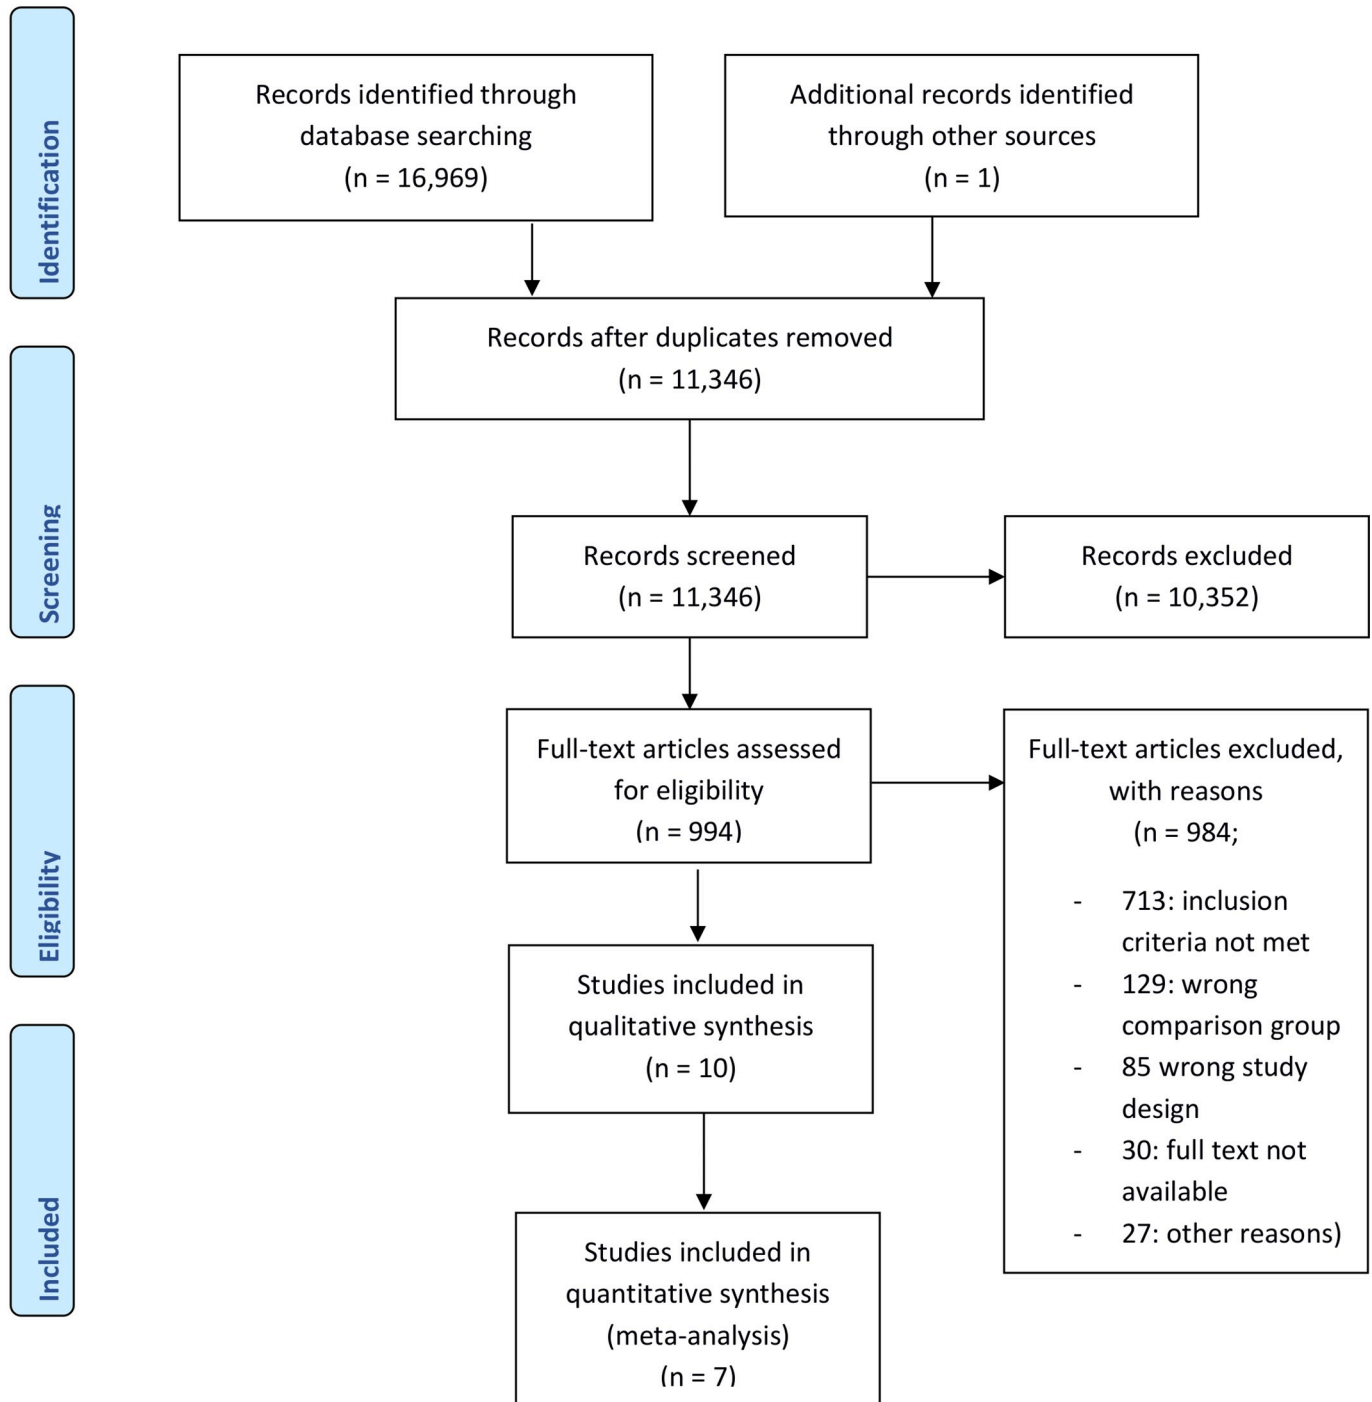 Identification
Records identified through
database searching
(n = 16,969)
Additional records identified
through other sources
(n = 1)
Records after duplicates removed
(n = 11,346)
Screening
Records screened
(n = 11,346)
Records excluded
(n = 10,352)
Eligibility
Full-text articles assessed
for eligibility
(n = 994)
Full-text articles excluded,
with reasons
(n = 984;
- 713: inclusion
criteria not met
- 129: wrong
comparison group
- 85 wrong study
design
- 30: full text not
available
- 27: other reasons)
Studies included in
qualitative synthesis
(n = 10)
Included
Studies included in
quantitative synthesis
(meta-analysis)
(n = 7)